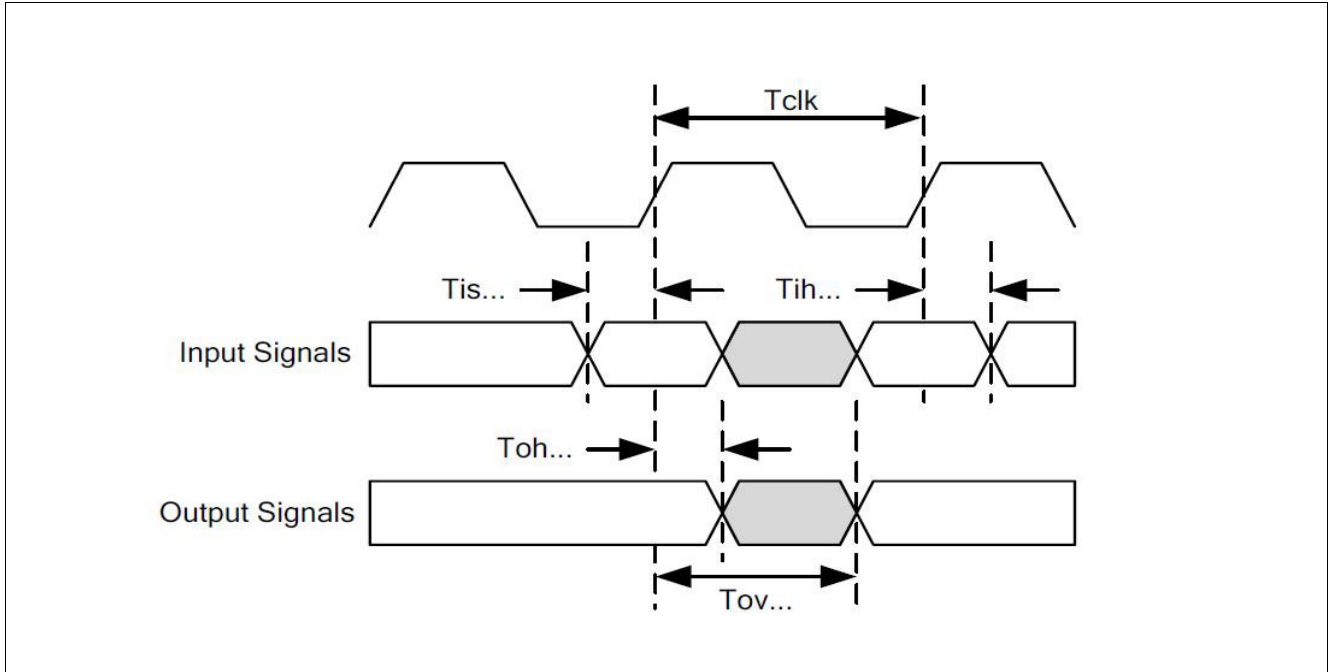 Tclk
Tis...
Tih...
Input Signals
Toh...
Output Signals
Tov...